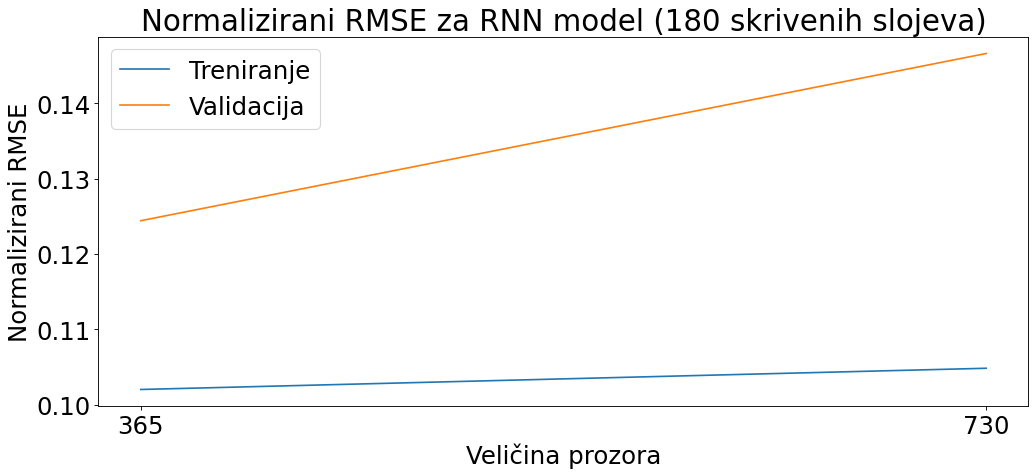 Normalizirani RMSE za RNN model (180 skrivenih slojeva)
Treniranje
Validacija
Normalizirani RMSE
0.14
0.13
0.12
0.11
0.10
365
730
Veličina prozora